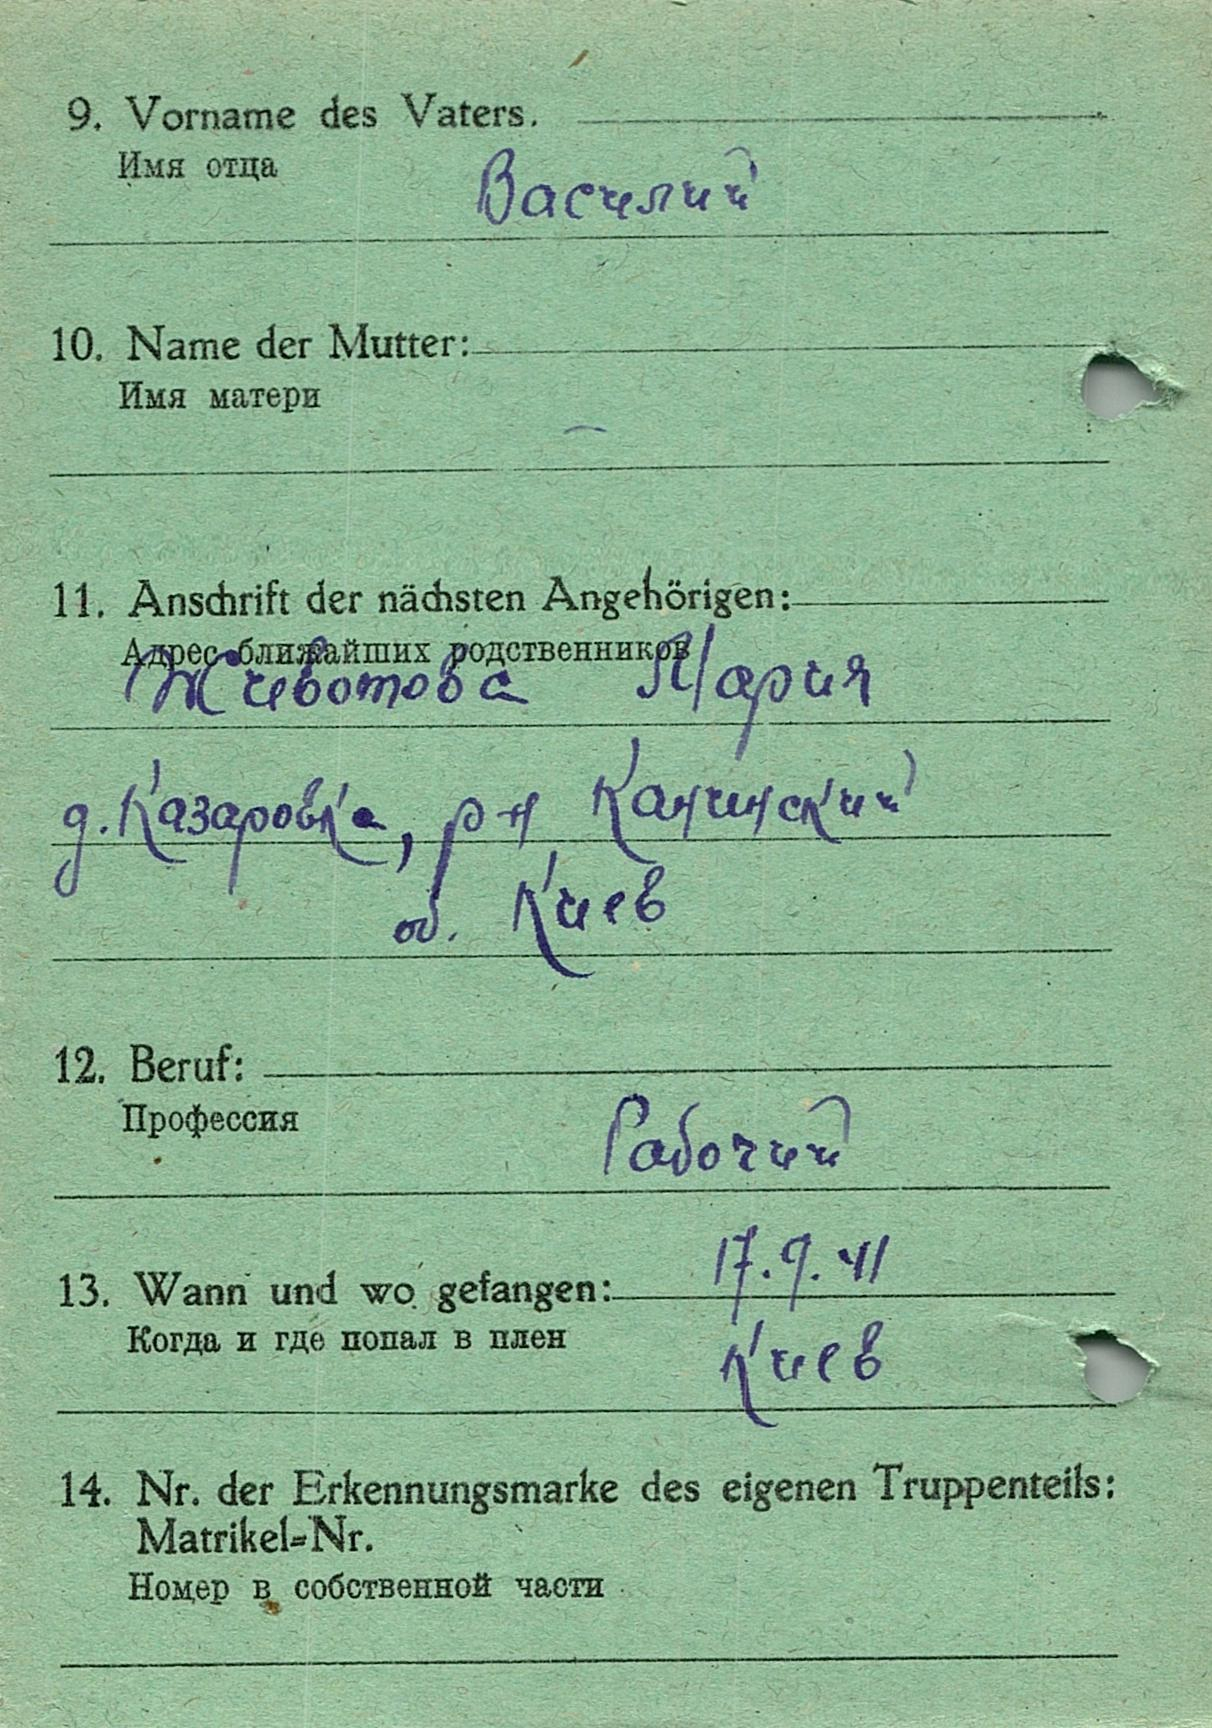 9. Vorname des Vaters.
Имя отца
Василий
10. Name der Mutter:
Имя матери
—
11. Anschrift der nächsten Angehörigen:
Адрес ближайших родственников
Животова Мария
д. Казаровка, р-н Канинский
об. Киев
12. Beruf:
Профессия
Рабочий
13. Wann und wo gefangen: 17.9.41
Когда и где попал в плен
Киев
14. Nr. der Erkennungsmarke des eigenen Truppenteils:
Matrikel=Nr.
Номер в собственной части